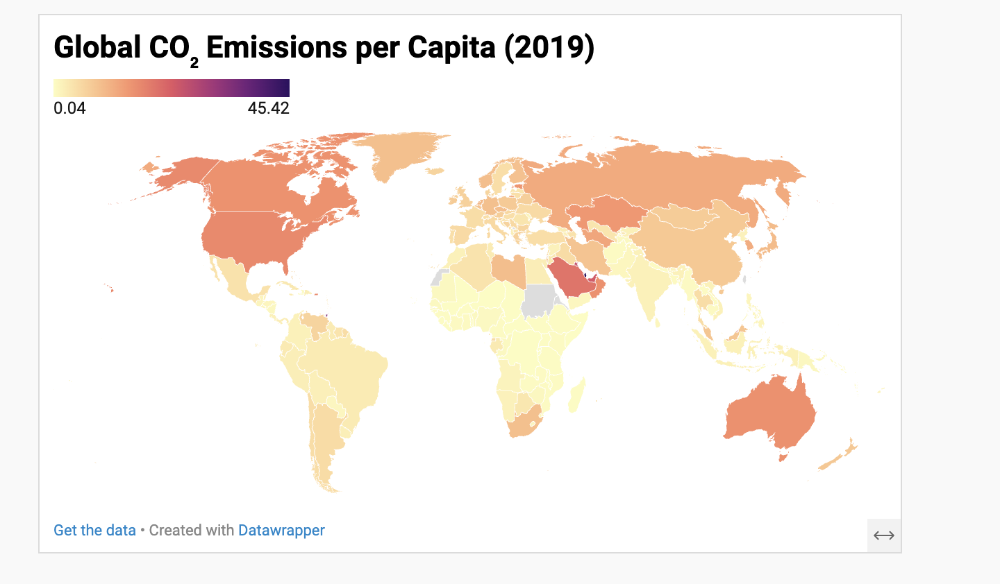 Global CO₂ Emissions per Capita (2019)
0.04 45.42
Get the data • Created with Datawrapper